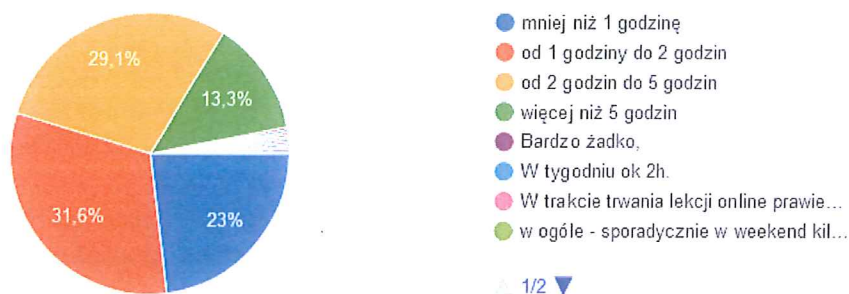 29,1%
13,3%
31,6%
23%
mniej niż 1 godzinę
od 1 godziny do 2 godzin
od 2 godzin do 5 godzin
więcej niż 5 godzin
Bardzo żadko,
W tygodniu ok 2h.
W trakcie trwania lekcji online prawie...
w ogóle - sporadycznie w weekend kil...
1/2